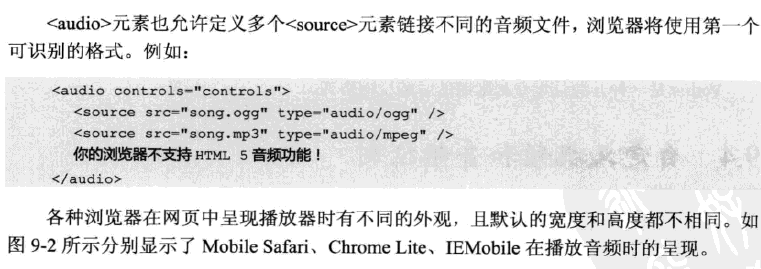 <audio>元素也允许定义多个<source>元素链接不同的音频文件，浏览器将使用第一个
可识别的格式。例如：
<audio controls="controls">
<source src="song.ogg" type="audio/ogg" />
<source src="song.mp3" type="audio/mpeg" />
你的浏览器不支持 HTML 5 音频功能！
</audio>
各种浏览器在网页中呈现播放器时有不同的外观，且默认的宽度和高度都不相同。如
图 9-2 所示分别显示了 Mobile Safari、Chrome Lite、IEMobile 在播放音频时的呈现。